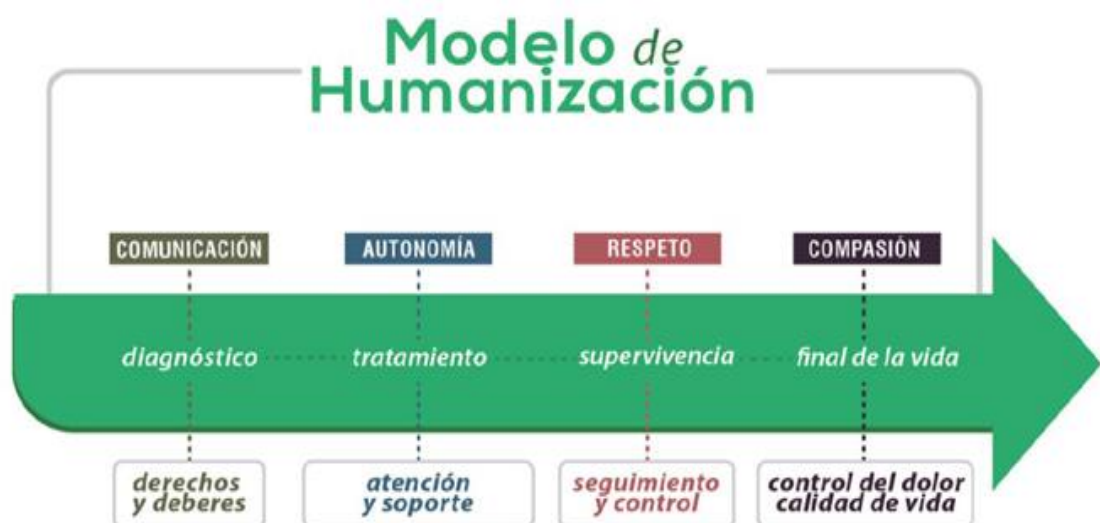 Modelo de
Humanización
COMUNICACIÓN
AUTONOMÍA
RESPETO
COMPASIÓN
diagnóstico
tratamiento
supervivencia
final de la vida
derechos
y deberes
atención
y soporte
seguimiento
y control
control del dolor
calidad de vida